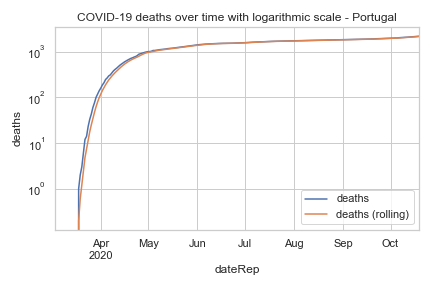 COVID-19 deaths over time with logarithmic scale - Portugal
deaths
10³
10²
10¹
10⁰
Apr May Jun Jul Aug Sep Oct
2020
dateRep
deaths
deaths (rolling)